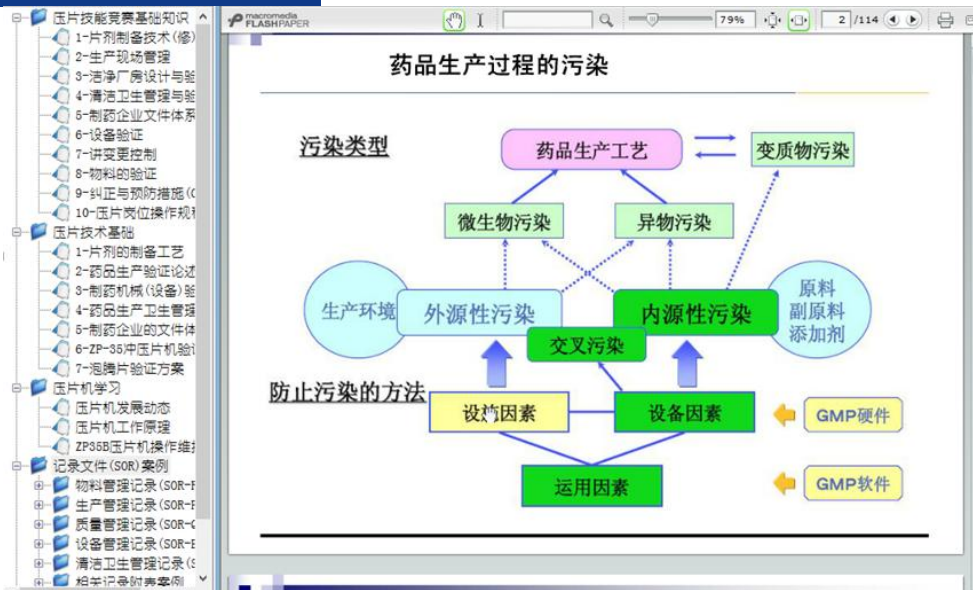 压片技能竞赛基础知识
1-片剂制备技术(修)
2-生产现场管理
3-洁净厂房设计与验
4-清洁卫生管理与验
5-制药企业文件体系
6-设备验证
7-讲变更控制
8-物料的验证
9-纠正与预防措施(C
10-压片岗位操作规程
压片技术基础
1-片剂的制备工艺
2-药品生产验证论述
3-制药机械(设备)验
4-药品生产卫生管理
5-制药企业的文件体
6-ZP-35冲压片机验证
7-泡腾片验证方案
压片机学习
压片机发展动态
压片机工作原理
ZP35B压片机操作维护
记录文件(SOR)案例
物料管理记录(SOR-
生产管理记录(SOR-
质量管理记录(SOR-
设备管理记录(SOR-
清洁卫生管理记录(S
相关记录附表案例
macromedia
FLASHPAPER
79%
2 /114
药品生产过程的污染
污染类型
药品生产工艺
变质物污染
微生物污染
异物污染
生产环境
外源性污染
内源性污染
原料
副原料
添加剂
交叉污染
防止污染的方法
设施因素
设备因素
GMP硬件
运用因素
GMP软件